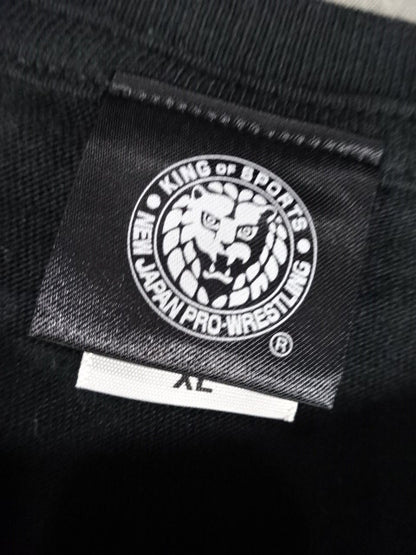 KING OF SPORTS
NEW JAPAN PRO-WRESTLING
®
XL